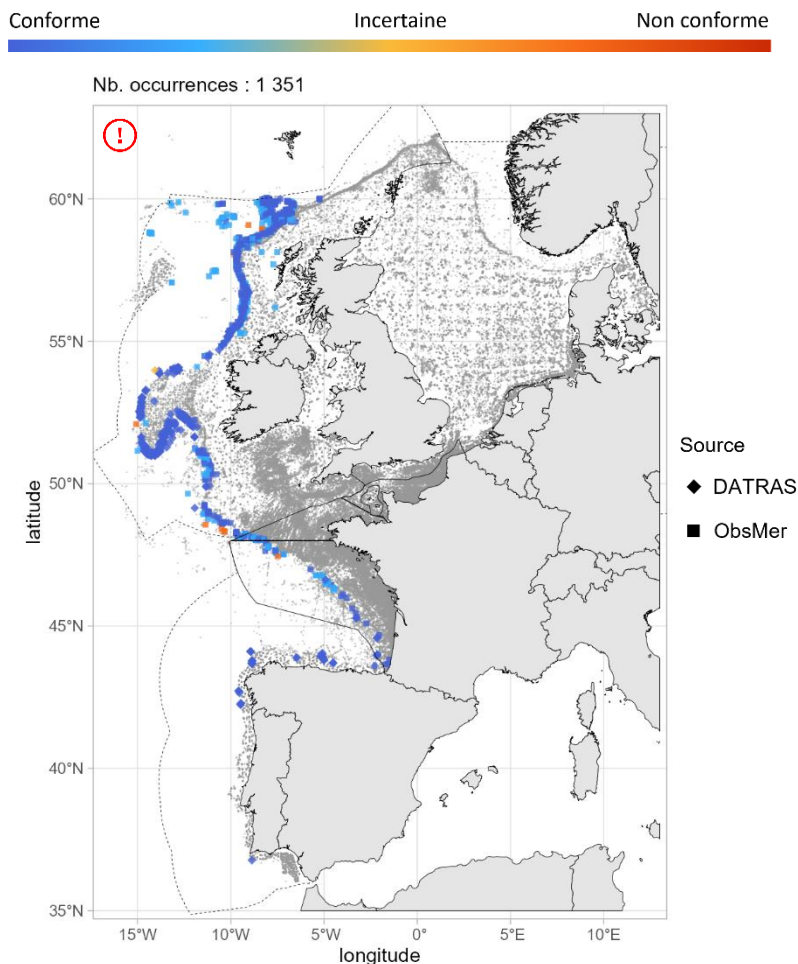 Conforme Incertaine Non conforme
Nb. occurrences : 1 351
!
60°N
55°N
50°N
45°N
40°N
35°N
latitude
15°W 10°W 5°W 0° 5°E 10°E
longitude
Source
DATRAS
ObsMer